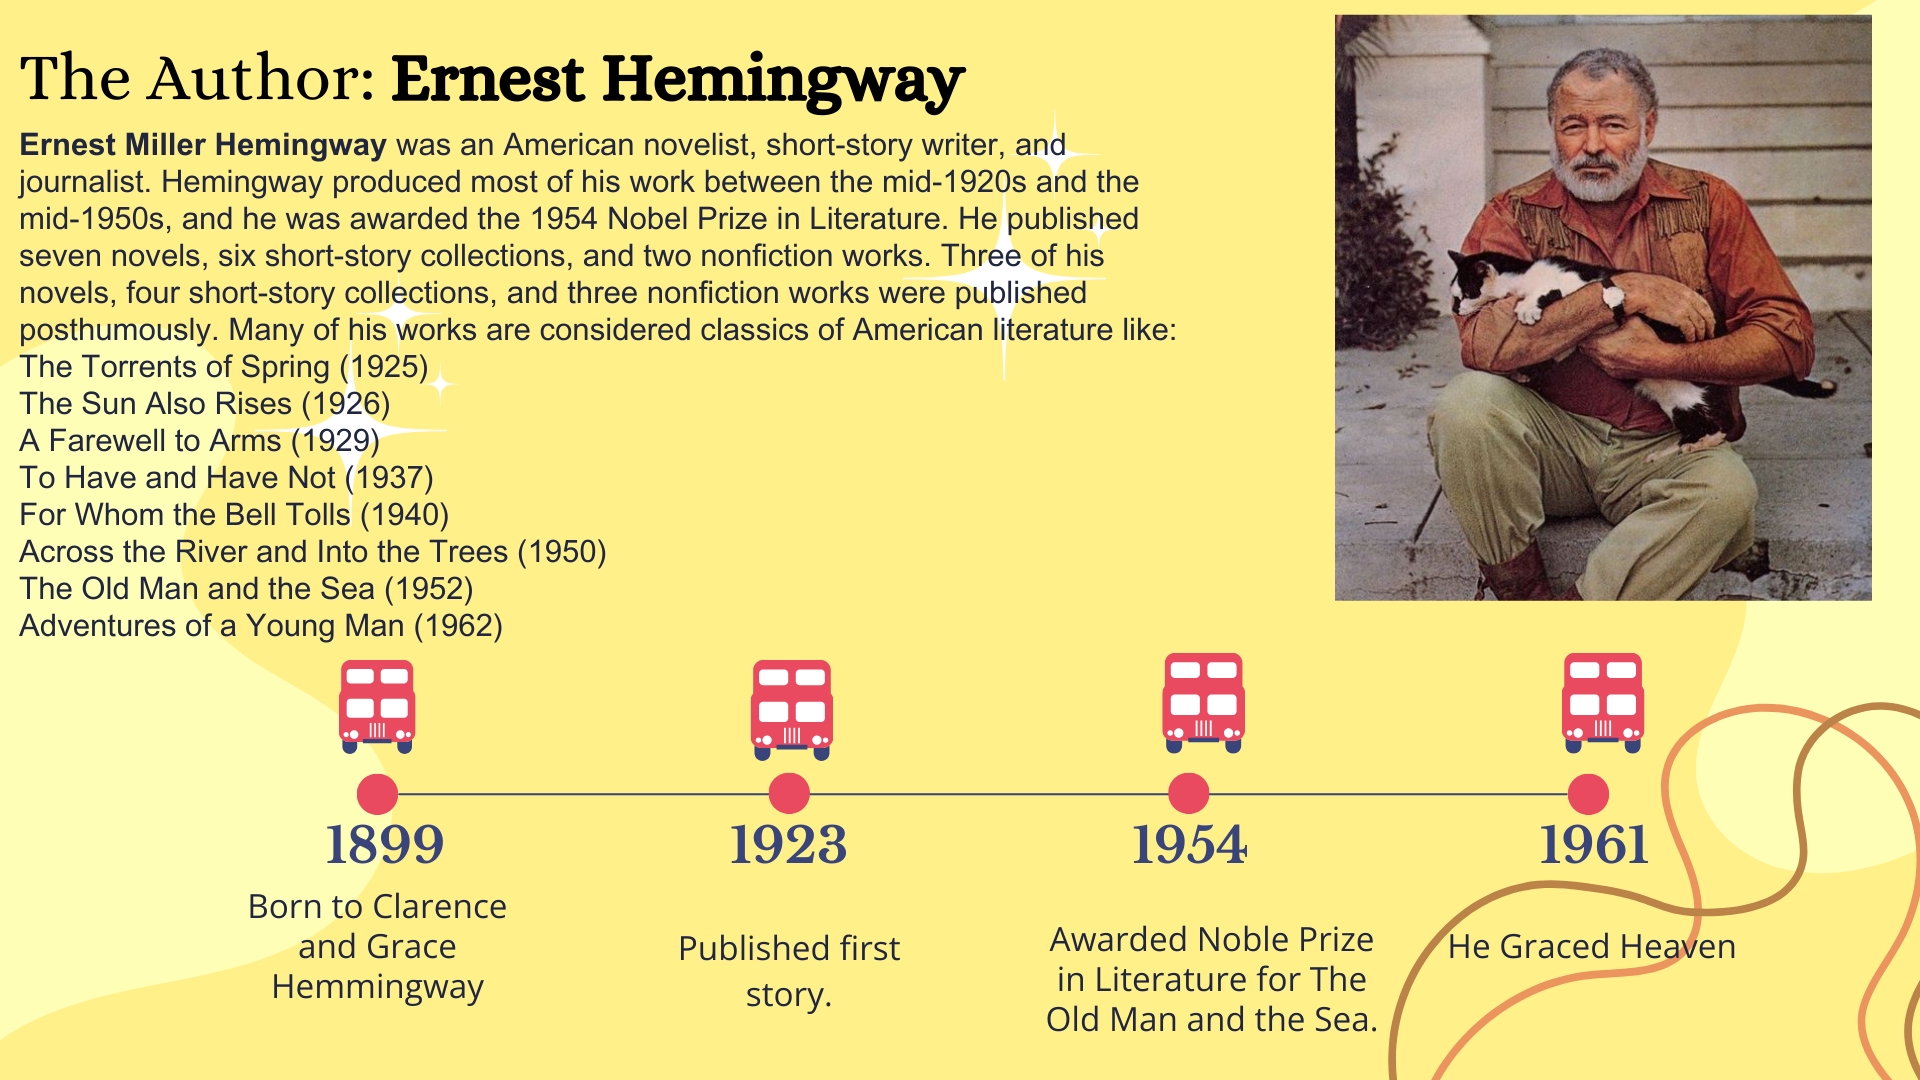 The Author: Ernest Hemingway
Ernest Miller Hemingway was an American novelist, short-story writer, and
journalist. Hemingway produced most of his work between the mid-1920s and the
mid-1950s, and he was awarded the 1954 Nobel Prize in Literature. He published
seven novels, six short-story collections, and two nonfiction works. Three of his
novels, four short-story collections, and three nonfiction works were published
posthumously. Many of his works are considered classics of American literature like:
The Torrents of Spring (1925)
The Sun Also Rises (1926)
A Farewell to Arms (1929)
To Have and Have Not (1937)
For Whom the Bell Tolls (1940)
Across the River and Into the Trees (1950)
The Old Man and the Sea (1952)
Adventures of a Young Man (1962)
1899
Born to Clarence
and Grace
Hemmingway
1923
Published first
story.
1954
Awarded Noble Prize
in Literature for The
Old Man and the Sea.
1961
He Graced Heaven